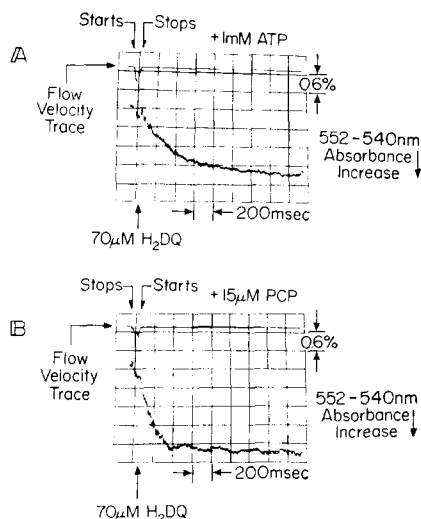 A
Starts
Stops
+1mM ATP
0.6%
Flow
Velocity
Trace
552-540nm
Absorbance
Increase
200msec
70μM H₂DQ
B
Stops
Starts
+15μM PCP
0.6%
Flow
Velocity
Trace
552-540nm
Absorbance
Increase
200msec
70μM H₂DQ